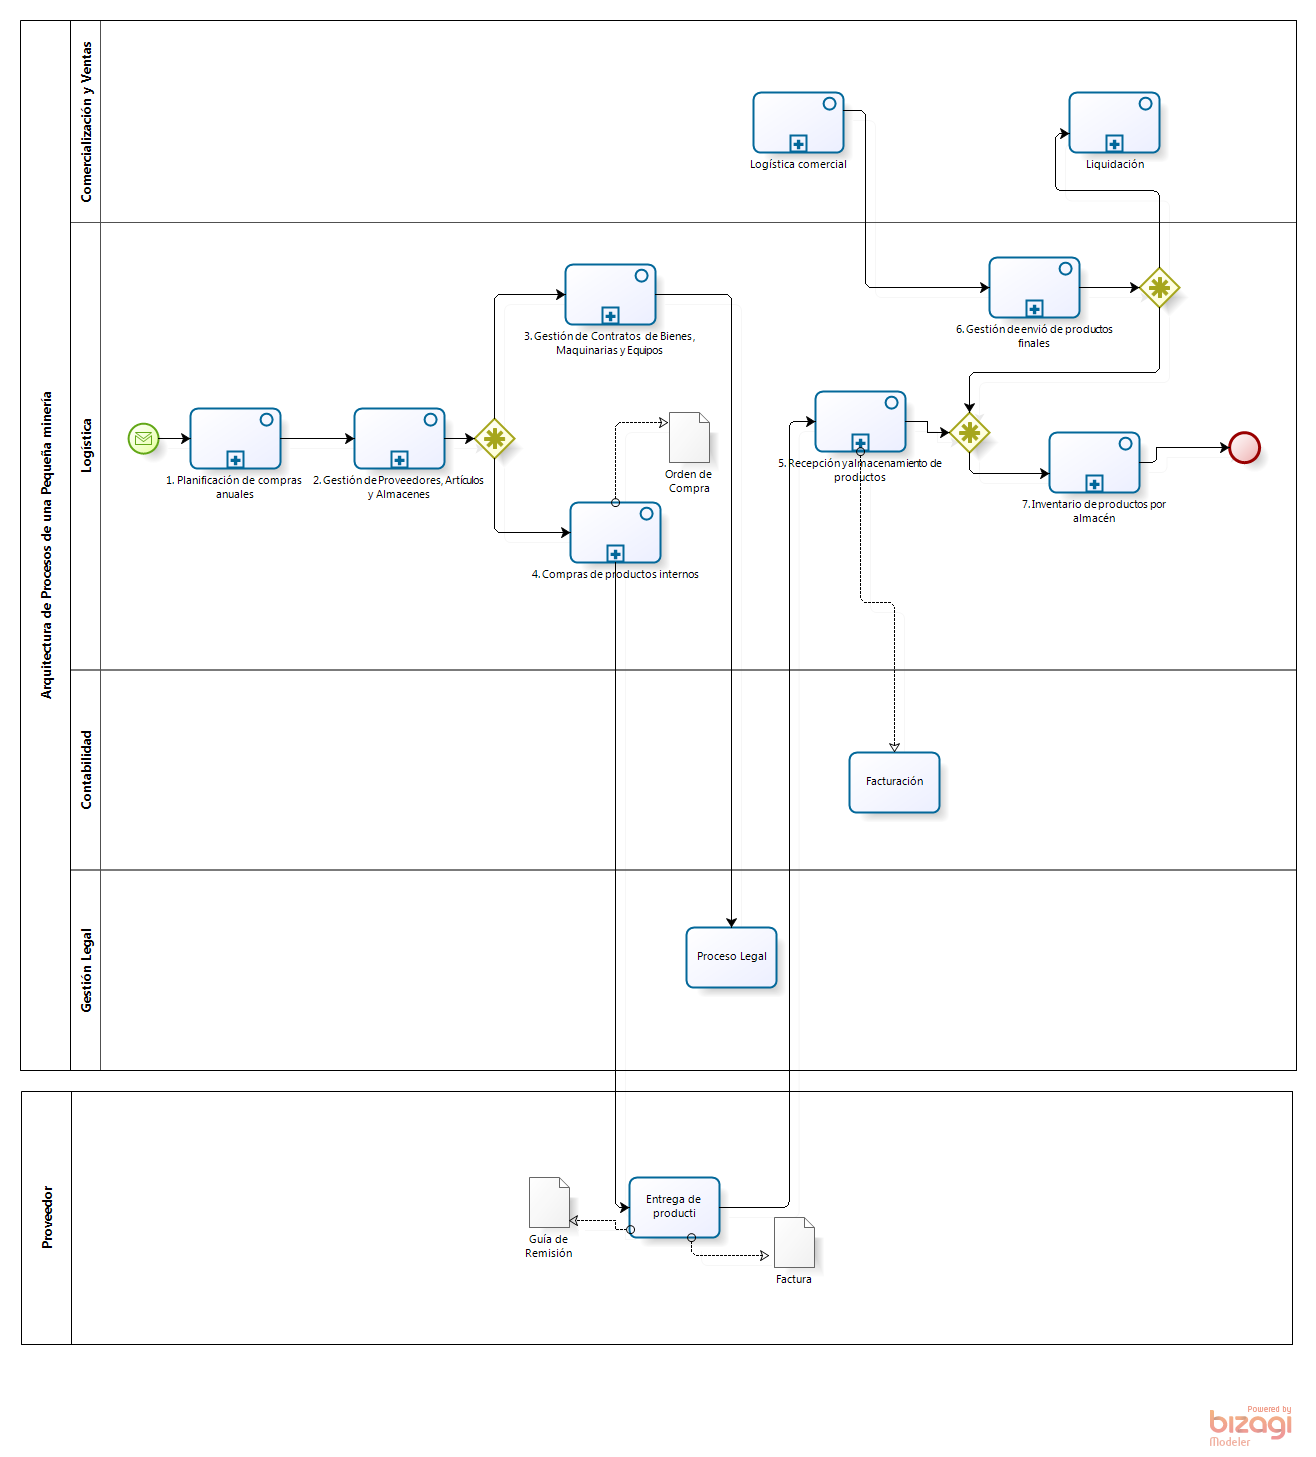 Arquitectura de Procesos de una Pequeña minería
Comercialización y Ventas
Logística comercial
Liquidación
Logística
3. Gestión de Contratos de Bienes,
Maquinarias y Equipos
6. Gestión de envió de productos
finales
1. Planificación de compras
anuales
2. Gestión de Proveedores, Artículos
y Almacenes
Orden de
Compra
5. Recepción y almacenamiento de
productos
7. Inventario de productos por
almacén
4. Compras de productos internos
Contabilidad
Facturación
Gestión Legal
Proceso Legal
Proveedor
Entrega de
producti
Guía de
Remisión
Factura
Powered by
bizagi
Modeler